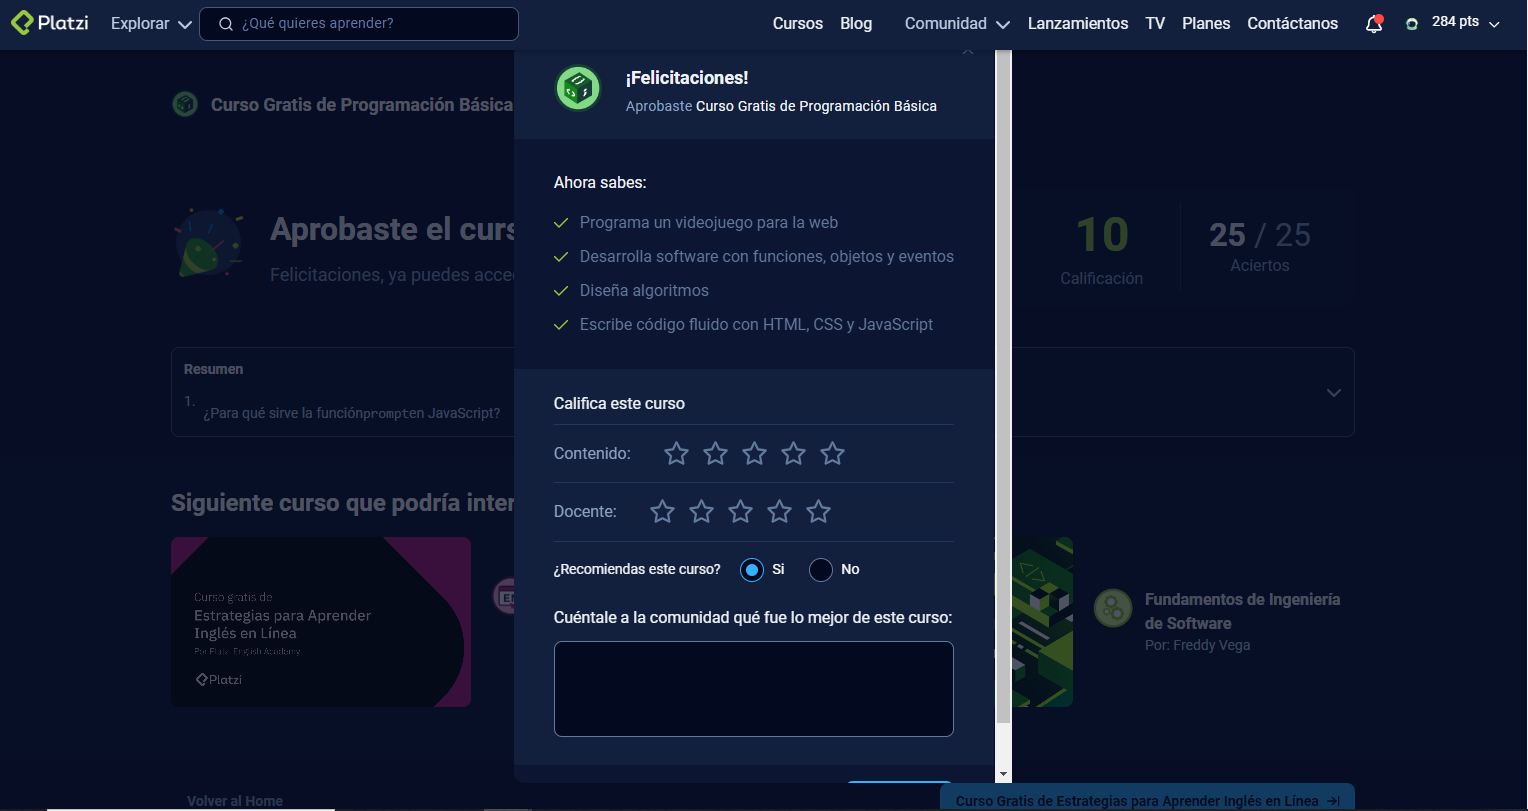 Platzi
Explorar
¿Qué quieres aprender?
Cursos
Blog
Comunidad
Lanzamientos
TV
Planes
Contáctanos
284 pts
Curso Gratis de Programación Básica
¡Felicitaciones!
Aprobaste Curso Gratis de Programación Básica
Ahora sabes:
Programa un videojuego para la web
Desarrolla software con funciones, objetos y eventos
Diseña algoritmos
Escribe código fluido con HTML, CSS y JavaScript
Aprobaste el curs
Felicitaciones, ya puedes acce
10
Calificación
25 / 25
Aciertos
Resumen
1.
¿Para qué sirve la funciónprompten JavaScript?
Califica este curso
Contenido:
Docente:
¿Recomiendas este curso?
Si
No
Cuéntale a la comunidad qué fue lo mejor de este curso:
Siguiente curso que podría inter
Curso gratis de
Estrategias para Aprender
Inglés en Línea
Por Platzi English Academy
Platzi
Fundamentos de Ingeniería
de Software
Por: Freddy Vega
Volver al Home
Curso Gratis de Estrategias para Aprender Inglés en Línea